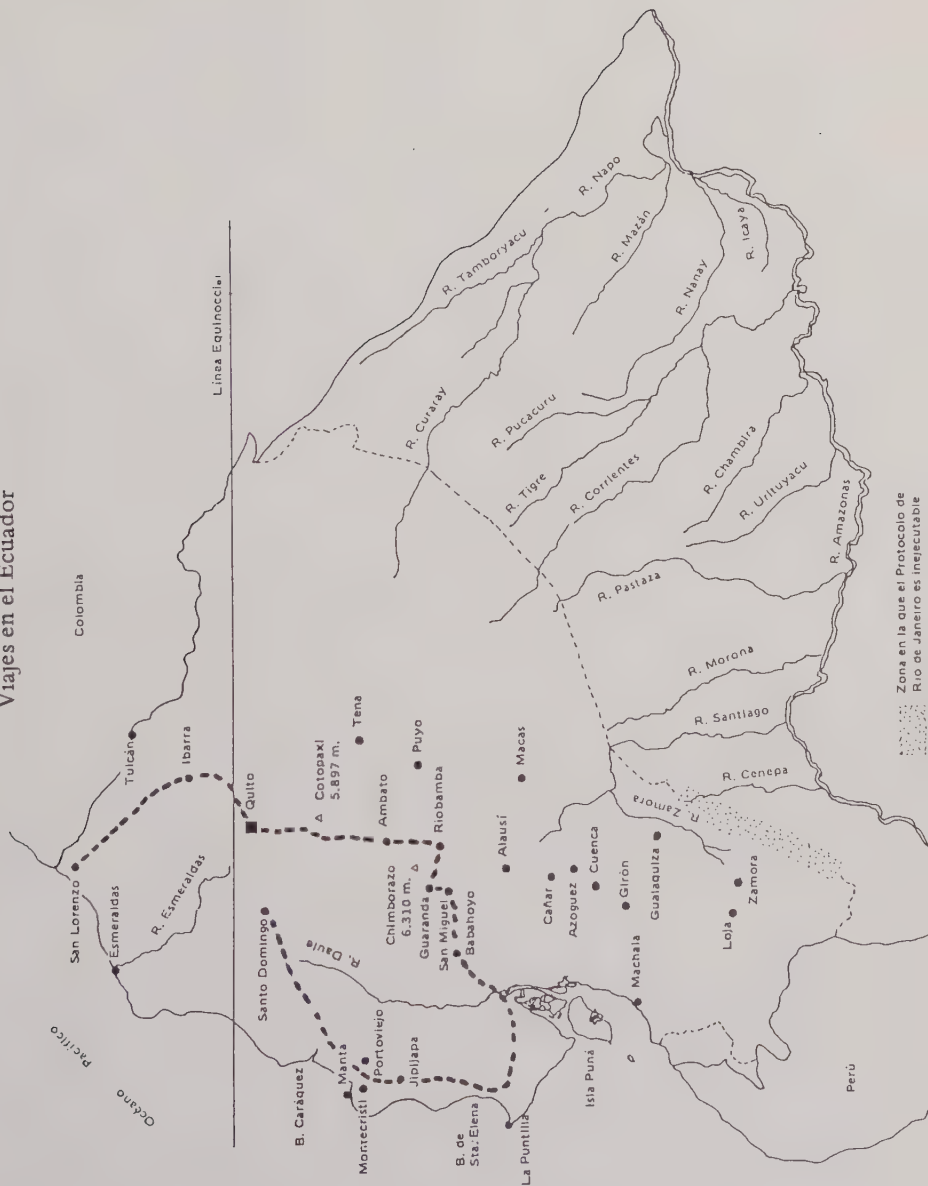 Viajes en el Ecuador
Colombia
Línea Equinoccial
Océano
Pacífico
San Lorenzo
Esmeraldas
R. Esmeraldas
Tulcán
Ibarra
Quito
Santo Domingo
Cotopaxi
5.897 m.
Tena
Ambato
Puyo
Riobamba
Chimborazo
6.310 m.
Guaranda
San Miguel
Babahoyo
R. Daule
B. Caráquez
Manta
Portoviejo
Montecristi
Jipijapa
B. de
Sta. Elena
La Puntilla
Isla Puná
Alausí
Macas
Cañar
Azoguez
Cuenca
Girón
Gualaquiza
Machala
Loja
Zamora
Perú
R. Zamora
R. Cenepa
R. Santiago
R. Morona
R. Pastaza
R. Amazonas
R. Urituyacu
R. Chambira
R. Corrientes
R. Tigre
R. Pucacuru
R. Curaray
R. Tamboryacu
R. Napo
R. Mazán
R. Nanay
R. Icaya
Zona en la que el Protocolo de
Río de Janeiro es inejecutable